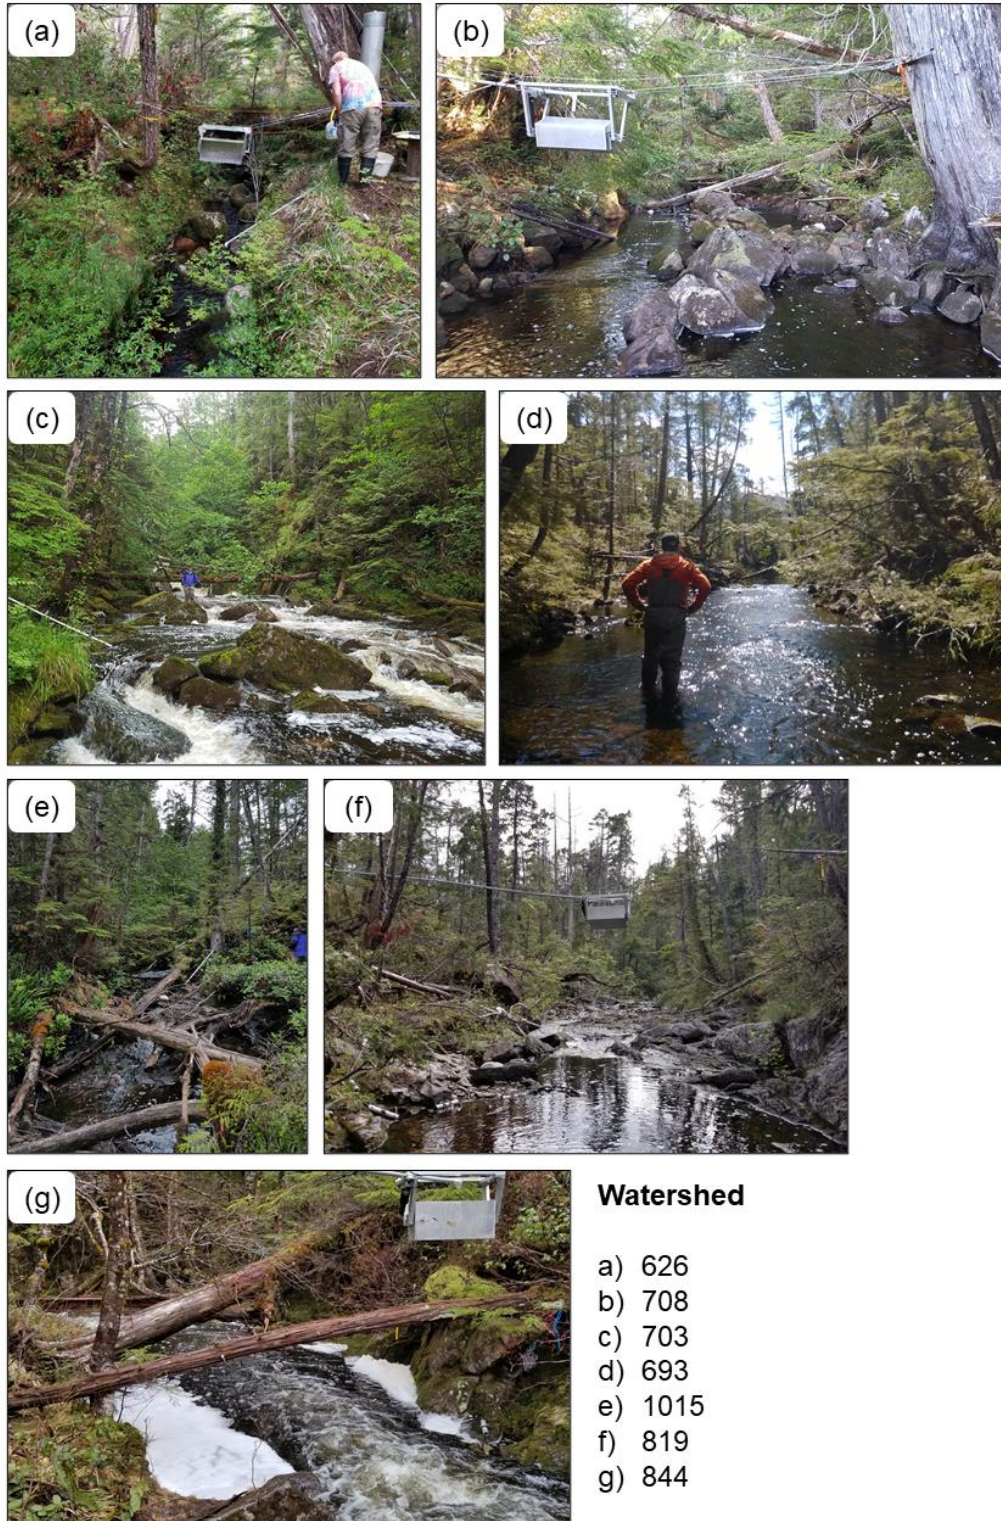 (a)
(b)
(c)
(d)
(e)
(f)
(g)
Watershed
a) 626
b) 708
c) 703
d) 693
e) 1015
f) 819
g) 844